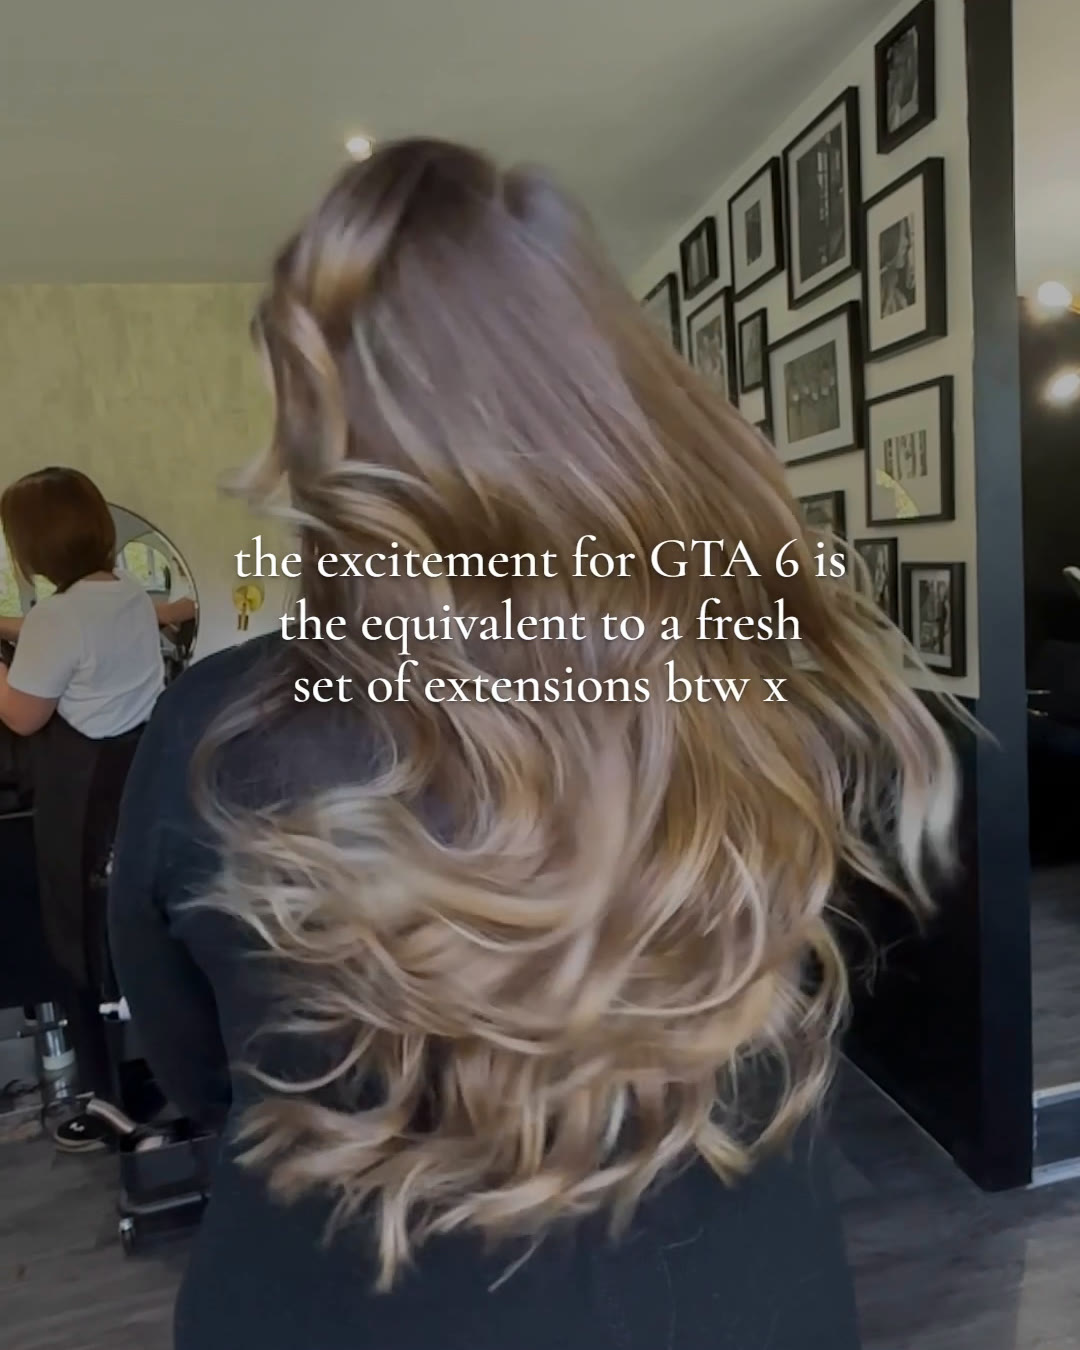 the excitement for GTA 6 is
the equivalent to a fresh
set of extensions btw x